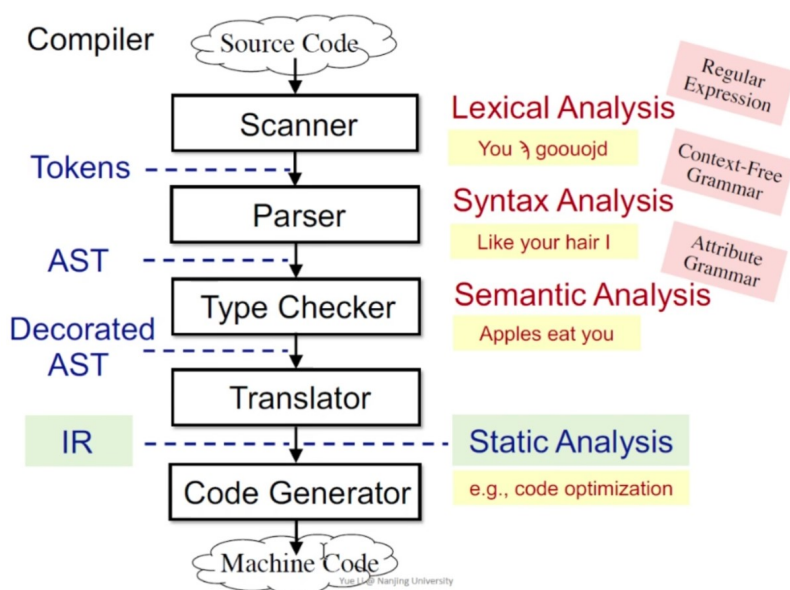 Compiler
Source Code
Regular
Expression
Scanner
Lexical Analysis
You goouojd
Tokens
Context-Free
Grammar
Parser
Syntax Analysis
Like your hair I
AST
Attribute
Grammar
Type Checker
Semantic Analysis
Apples eat you
Decorated
AST
Translator
IR
Static Analysis
Code Generator
e.g., code optimization
Machine Code
Yue Li @ Nanjing University